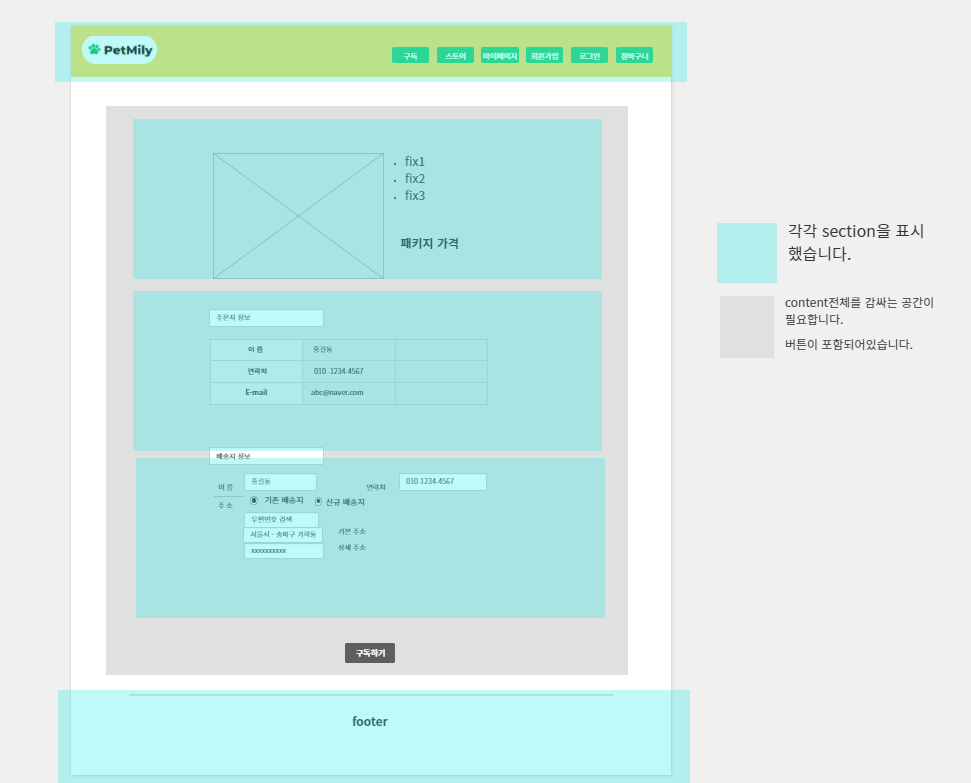 PetMily
구독 스토어 마이페이지 회원가입 로그인 장바구니
fix1
fix2
fix3
패키지 가격
각각 section을 표시
했습니다.
content전체를 감싸는 공간이
필요합니다.
버튼이 포함되어있습니다.
주문자 정보
이 름 홍길동
연락처 010 -1234-4567
E-mail abc@naver.com
배송지 정보
이 름 홍길동 연락처 010-1234-4567
기존 배송지 신규 배송지
주 소
우편번호 검색
서울시 - 송파구 가락동 기본 주소
xxxxxxxxxx 상세 주소
구독하기
footer